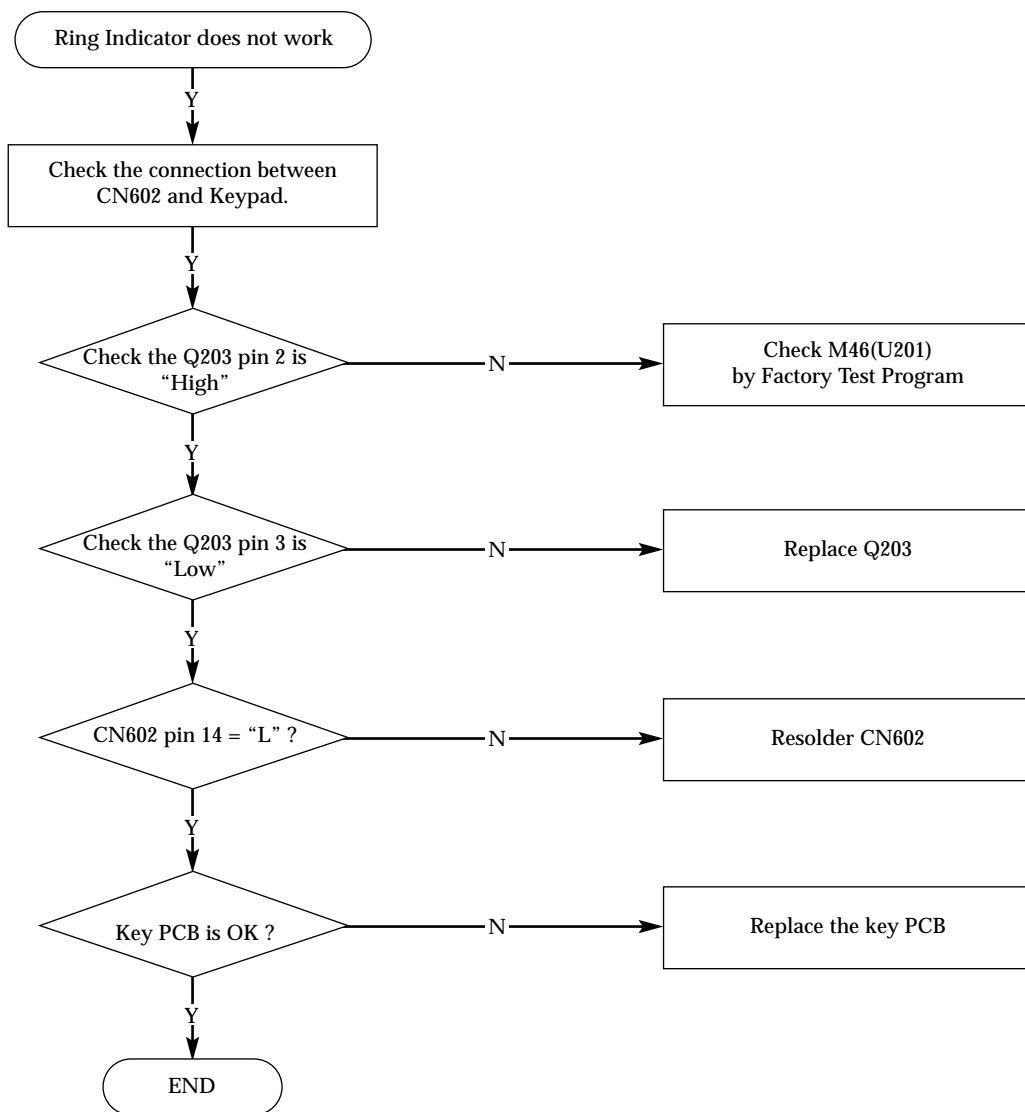 Ring Indicator does not work
Y
Check the connection between
CN602 and Keypad.
Y
Check the Q203 pin 2 is
“High”
N
Check M46(U201)
by Factory Test Program
Y
Check the Q203 pin 3 is
“Low”
N
Replace Q203
Y
CN602 pin 14 = “L” ?
N
Resolder CN602
Y
Key PCB is OK ?
N
Replace the key PCB
Y
END